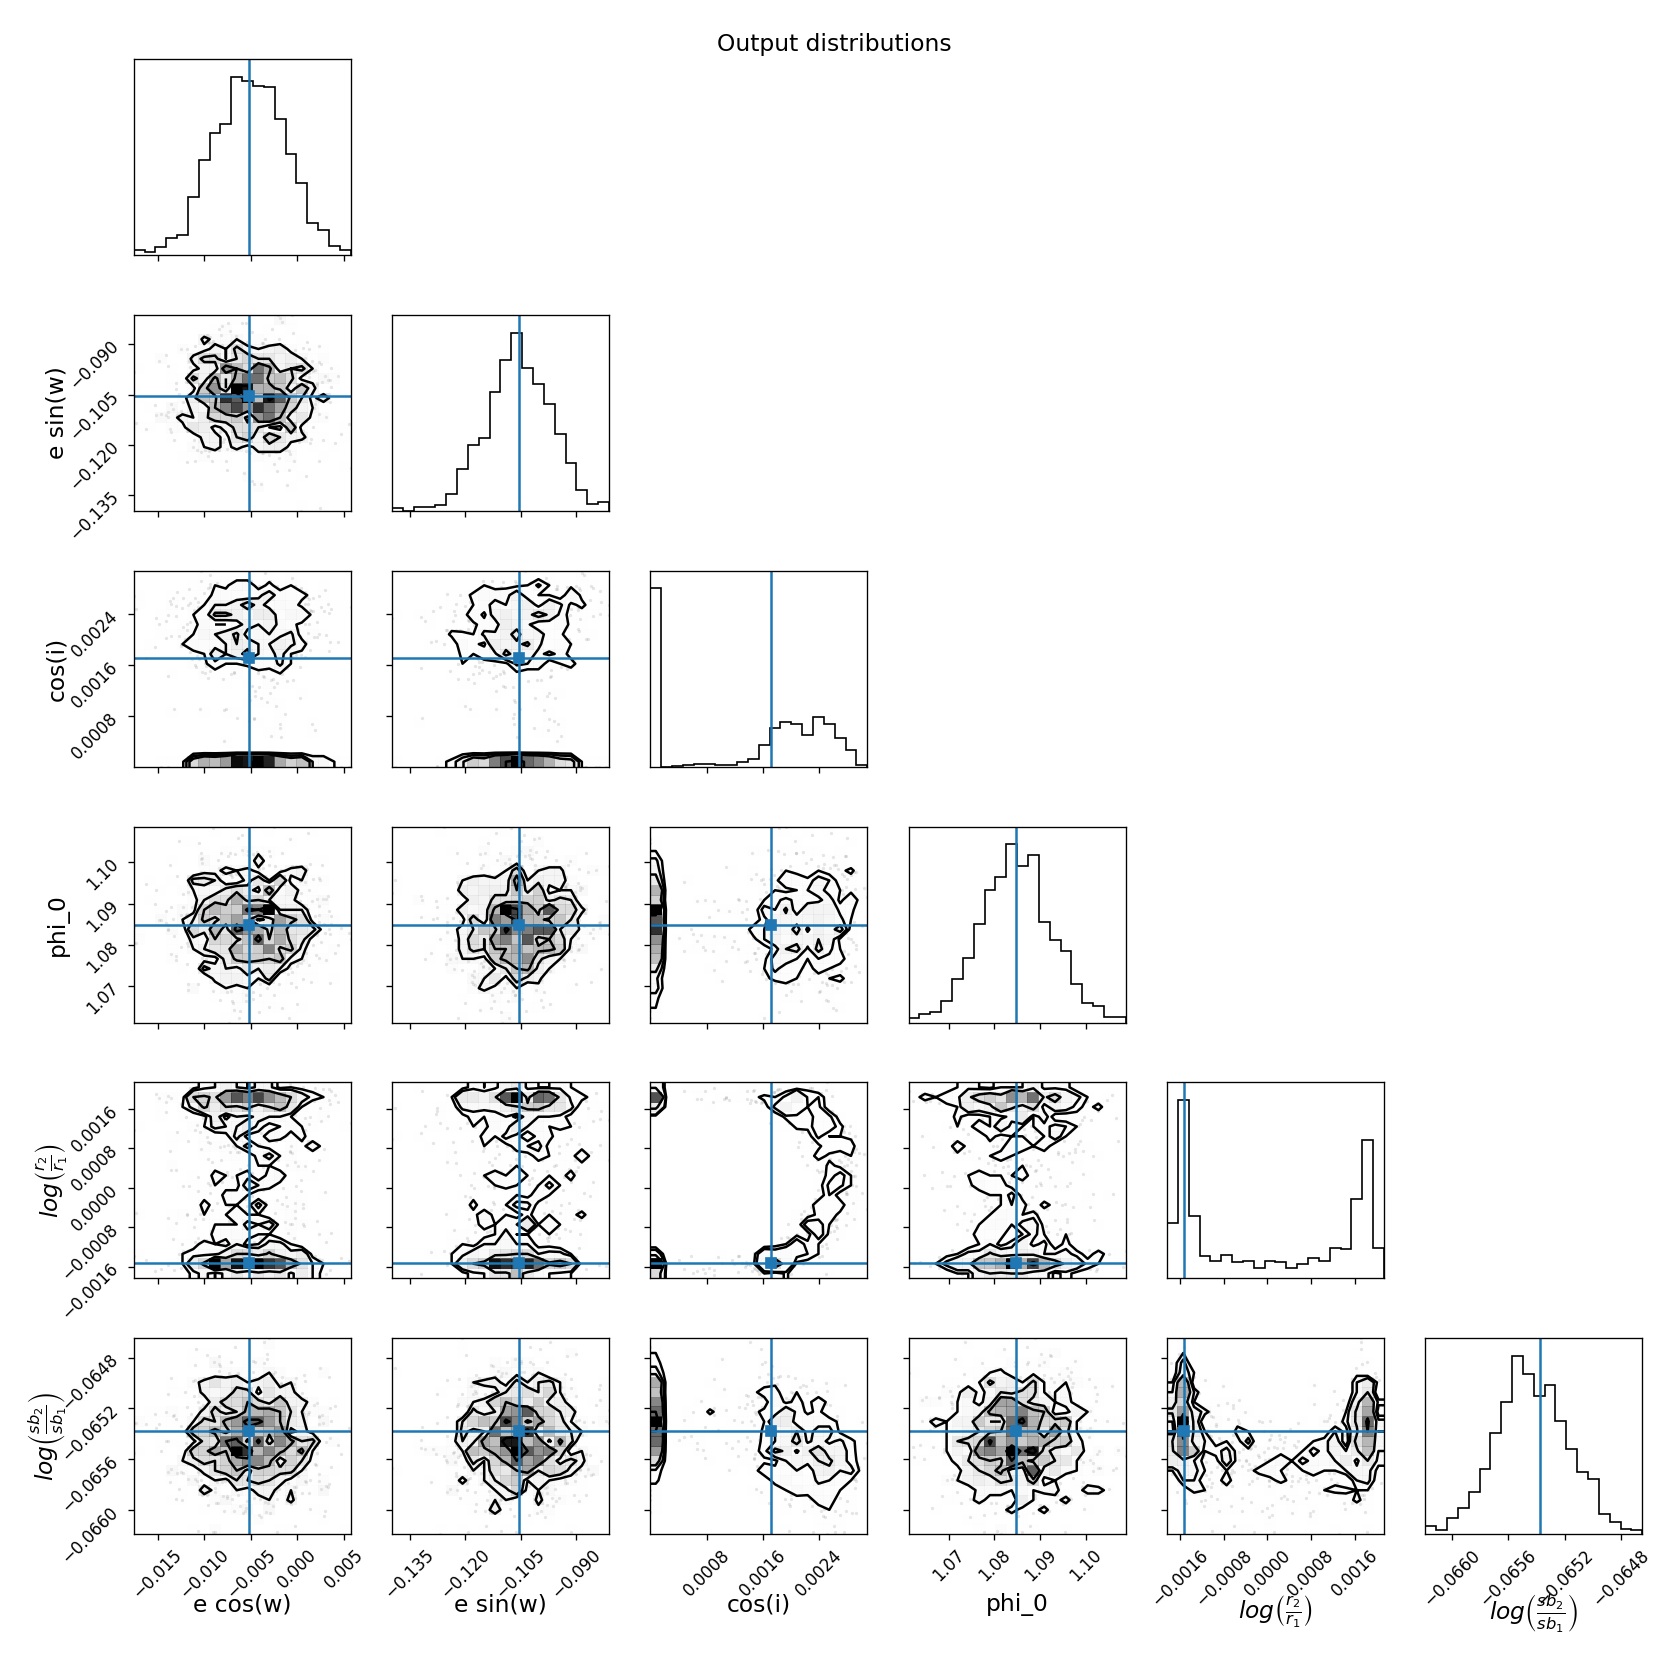 Output distributions
e sin(w)
−0.090
−0.105
−0.120
−0.135
cos(i)
0.0024
0.0016
0.0008
phi_0
1.10
1.09
1.08
1.07
log(r₂/r₁)
0.0016
0.0008
0.0000
−0.0008
−0.0016
log(sb₂/sb₁)
−0.0648
−0.0652
−0.0656
−0.0660
−0.015 −0.010 −0.005 0.000 0.005
e cos(w)
−0.135 −0.120 −0.105 −0.090
e sin(w)
0.0008 0.0016 0.0024
cos(i)
1.07 1.08 1.09 1.10
phi_0
−0.0016 −0.0008 0.0000 0.0008 0.0016
log(r₂/r₁)
−0.0660 −0.0656 −0.0652 −0.0648
log(sb₂/sb₁)